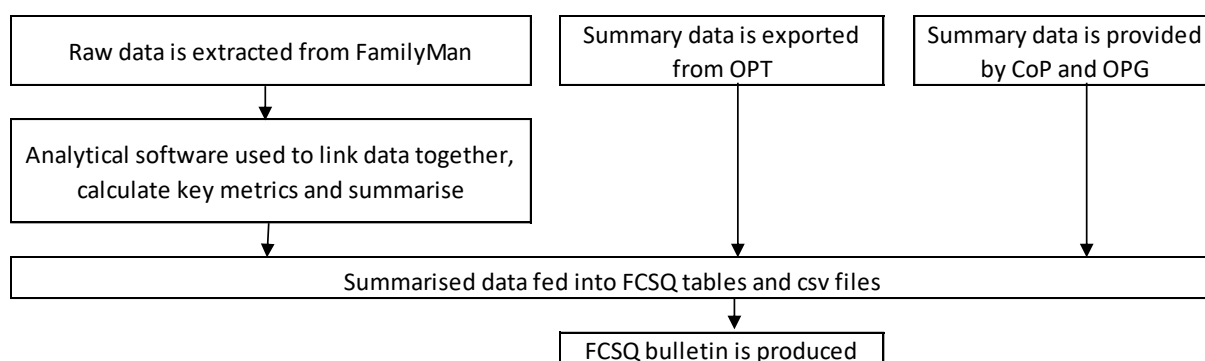 Raw data is extracted from FamilyMan
Summary data is exported
from OPT
Summary data is provided
by CoP and OPG
Analytical software used to link data together,
calculate key metrics and summarise
Summarised data fed into FCSQ tables and csv files
FCSQ bulletin is produced